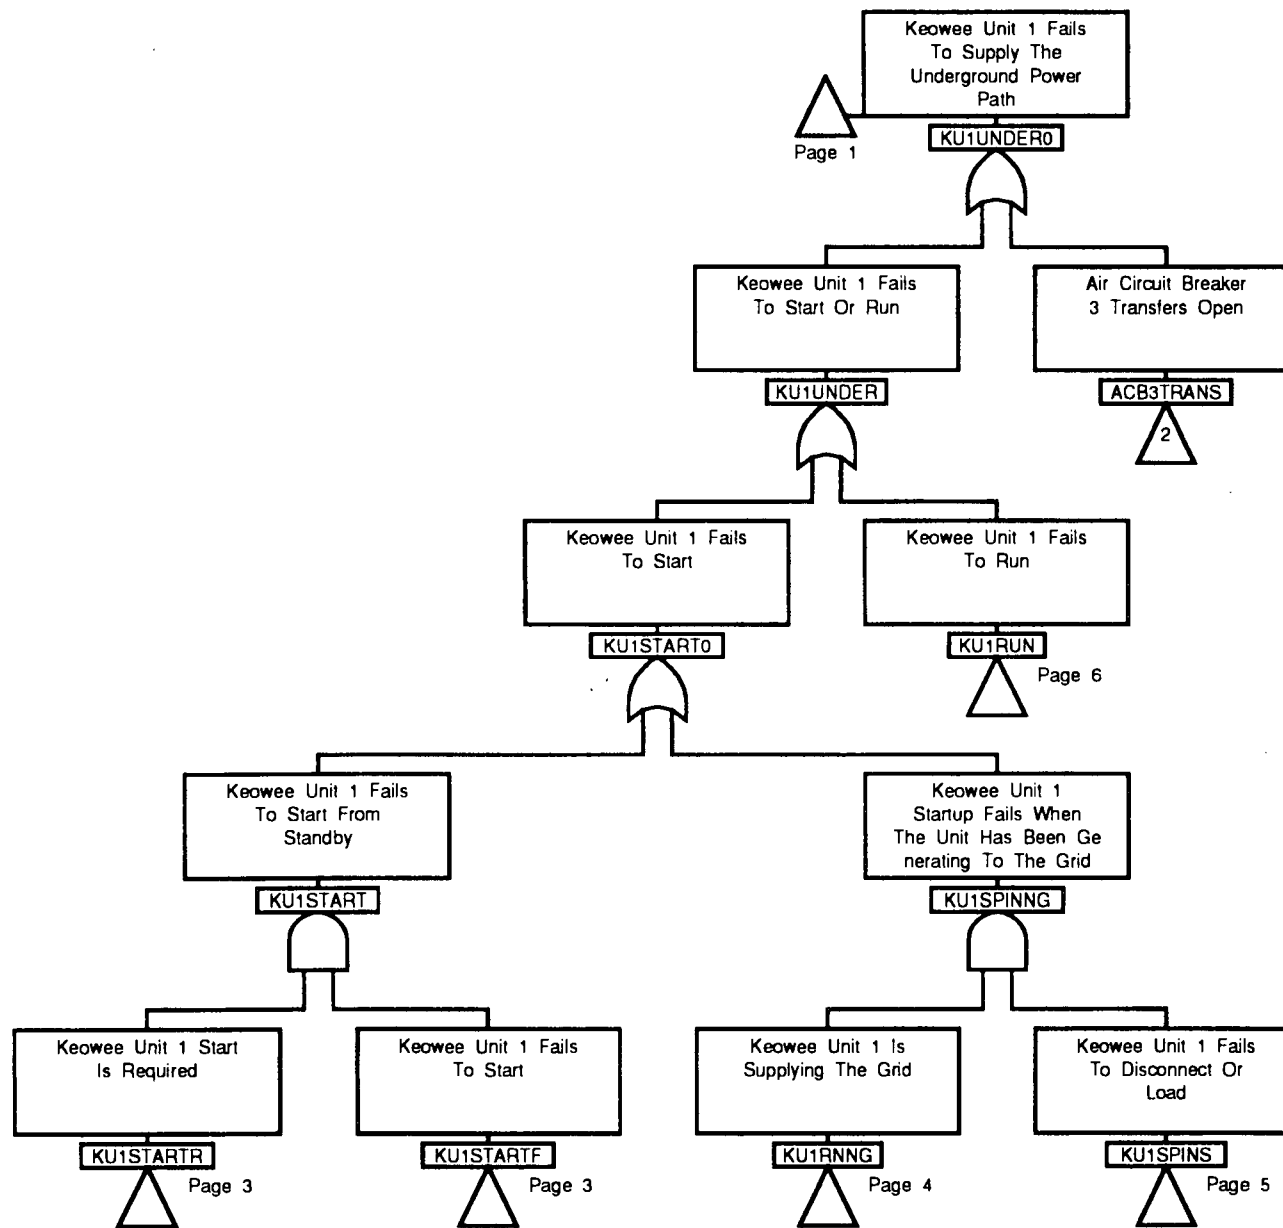 Keowee Unit 1 Fails
To Supply The
Underground Power
Path
Page 1
KU1UNDER0
Keowee Unit 1 Fails
To Start Or Run
KU1UNDER
Air Circuit Breaker
3 Transfers Open
ACB3TRANS
2
Keowee Unit 1 Fails
To Start
KU1START0
Keowee Unit 1 Fails
To Run
KU1RUN
Page 6
Keowee Unit 1 Fails
To Start From
Standby
KU1START
Keowee Unit 1
Startup Fails When
The Unit Has Been Ge
nerating To The Grid
KU1SPINNG
Keowee Unit 1 Start
Is Required
KU1STARTR
Page 3
Keowee Unit 1 Fails
To Start
KU1STARTF
Page 3
Keowee Unit 1 Is
Supplying The Grid
KU1RNNG
Page 4
Keowee Unit 1 Fails
To Disconnect Or
Load
KU1SPINS
Page 5